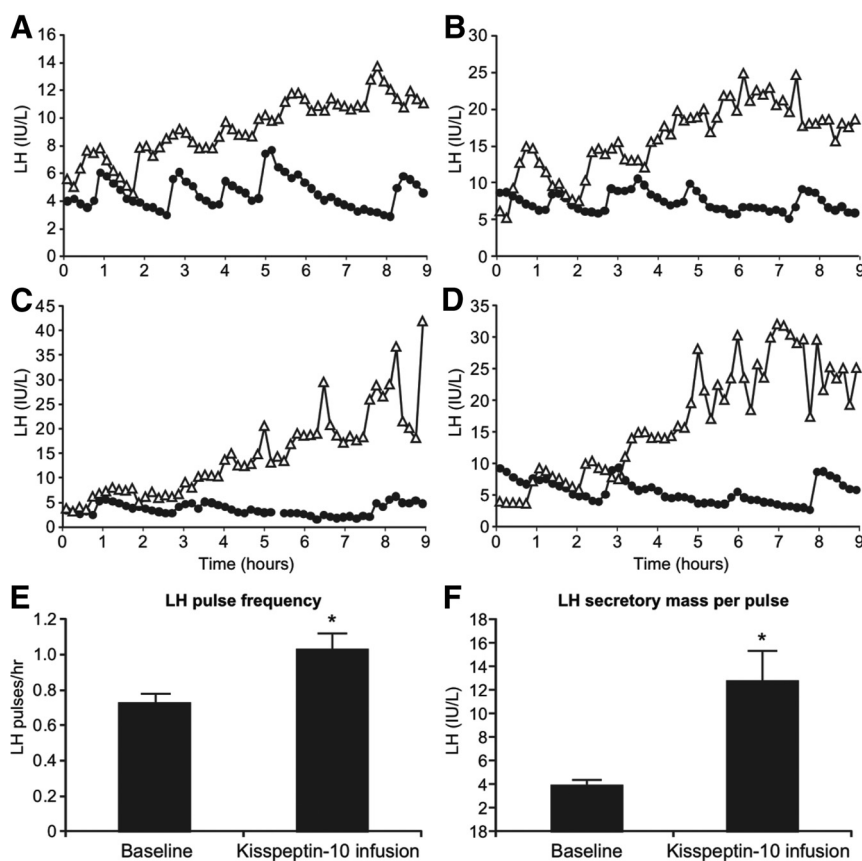 A
LH (IU/L)
16
14
12
10
8
6
4
2
0
0 1 2 3 4 5 6 7 8 9
B
LH (IU/L)
30
25
20
15
10
5
0
0 1 2 3 4 5 6 7 8 9
C
LH (IU/L)
45
40
35
30
25
20
15
10
5
0
0 1 2 3 4 5 6 7 8 9
Time (hours)
D
LH (IU/L)
35
30
25
20
15
10
5
0
0 1 2 3 4 5 6 7 8 9
Time (hours)
E
LH pulse frequency
LH pulses/hr
1.2
1.0
0.8
0.6
0.4
0.2
0
*
Baseline Kisspeptin-10 infusion
F
LH secretory mass per pulse
LH (IU/L)
18
16
14
12
10
8
6
4
2
18
*
Baseline Kisspeptin-10 infusion